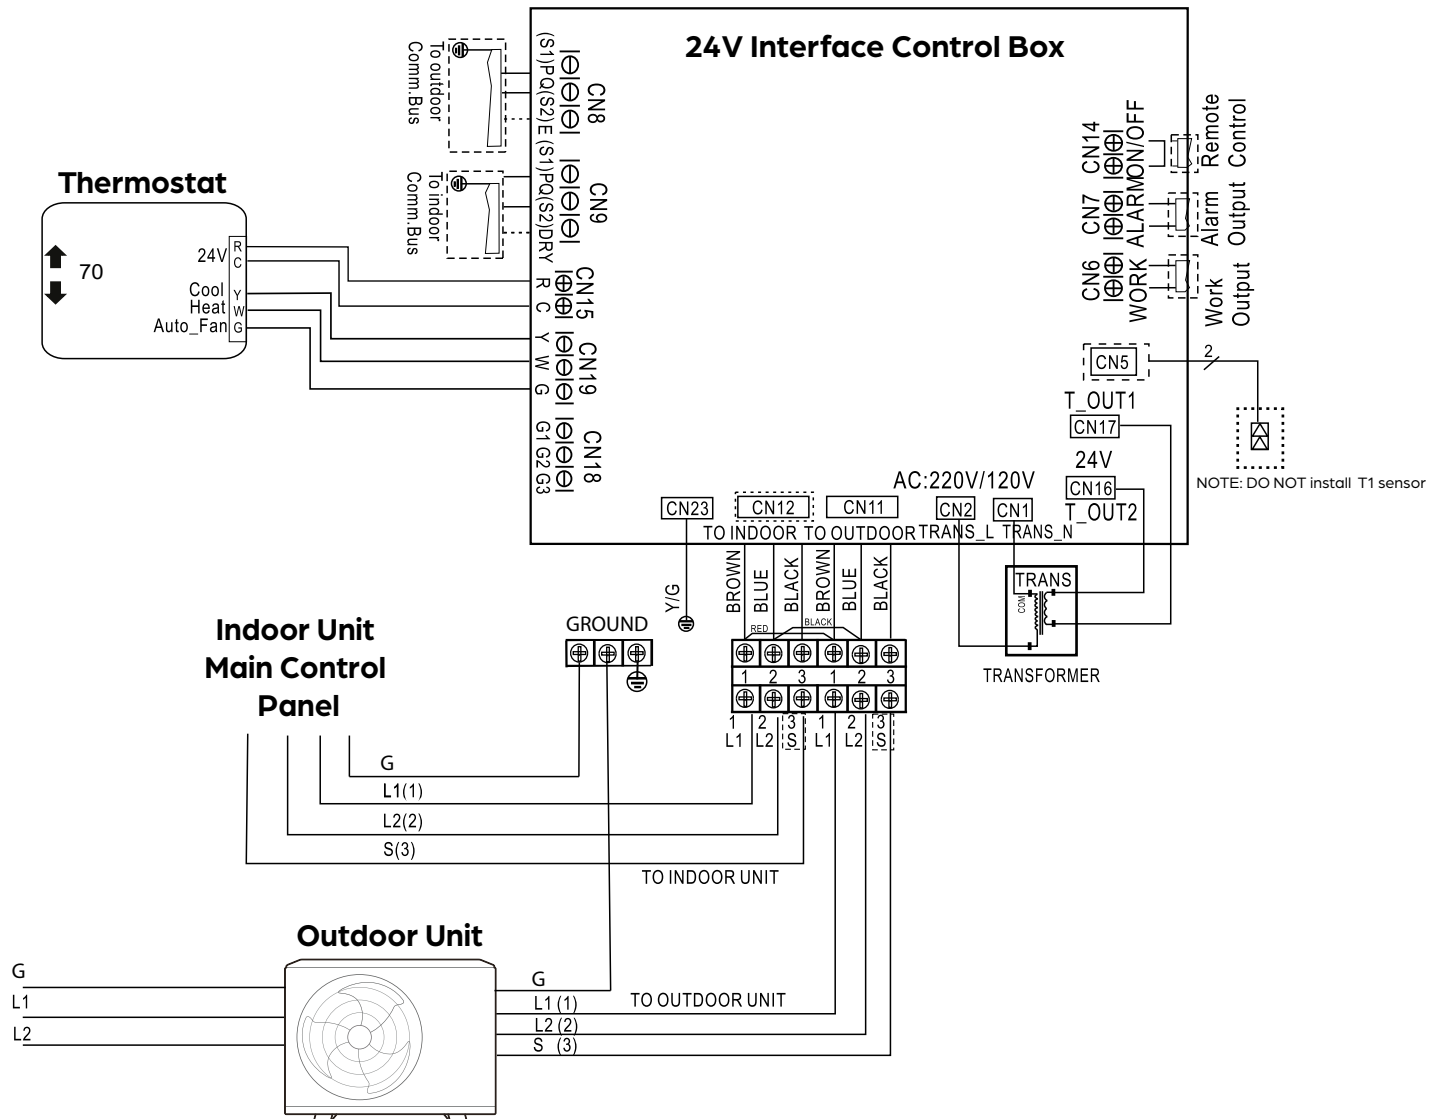 24V Interface Control Box
To outdoor
Comm.Bus
(S1)PQ(S2)E
CN8
To indoor
Comm.Bus
(S1)PQ(S2)DRY
CN9
Thermostat
70
24V
Cool
Heat
Auto_Fan
R
C
Y
W
G
R
C
CN15
Y
W
G
CN19
G1 G2 G3
CN18
CN14
ON/OFF
Remote
Control
CN7
ALARM
Alarm
Output
CN6
WORK
Work
Output
CN5
2
NOTE: DO NOT install T1 sensor
T_OUT1
CN17
24V
CN16
T_OUT2
AC:220V/120V
CN23
CN12
CN11
CN2
CN1
TO INDOOR
TO OUTDOOR
TRANS_L
TRANS_N
Y/G
BROWN
BLUE
BLACK
BROWN
BLUE
BLACK
RED
BLACK
TRANS
COM
TRANSFORMER
GROUND
1 2 3 1 2 3
1 2 3 1 2 3
L1 L2 S L1 L2 S
Indoor Unit
Main Control
Panel
G
L1(1)
L2(2)
S(3)
TO INDOOR UNIT
Outdoor Unit
G
L1
L2
G
L1 (1)
L2 (2)
S (3)
TO OUTDOOR UNIT